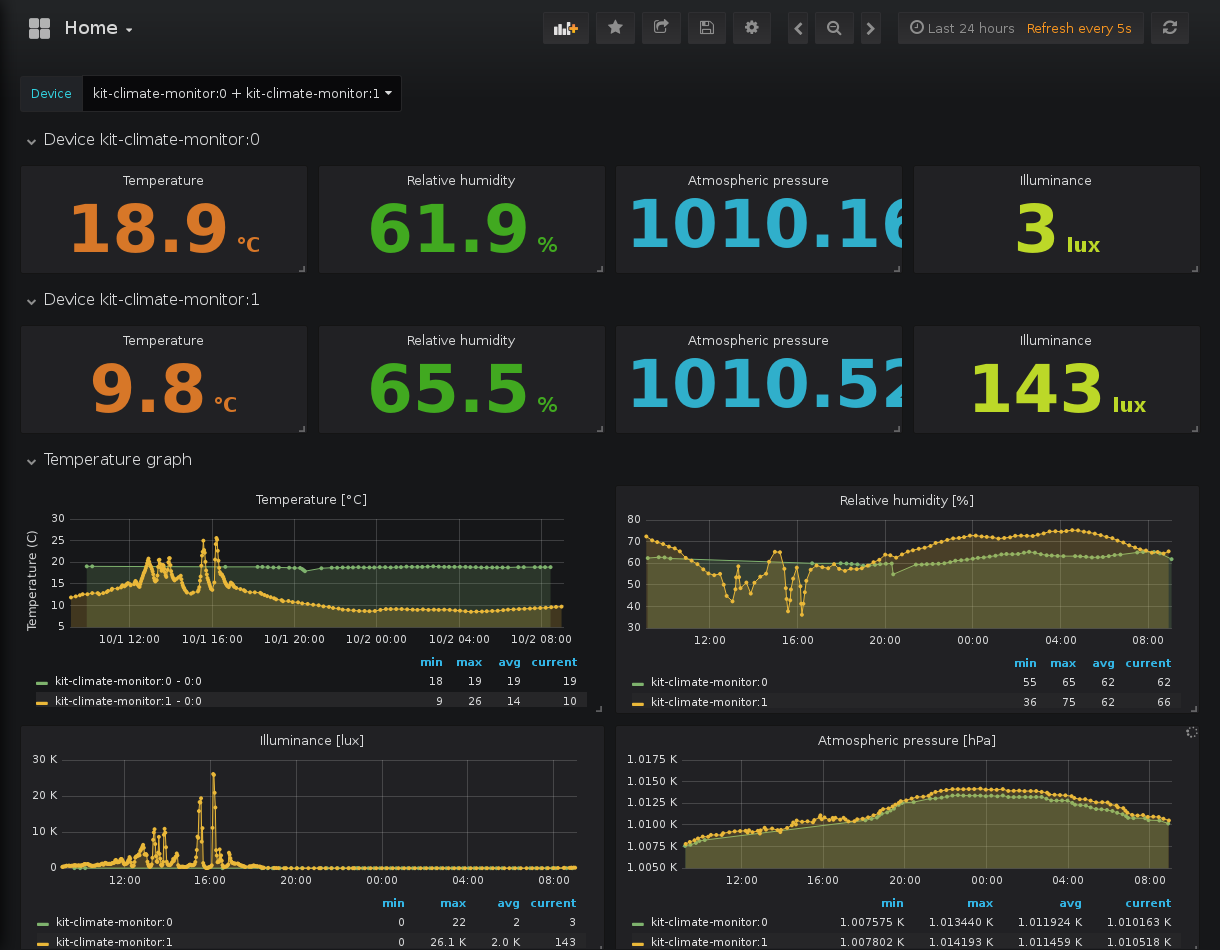 Home
Last 24 hours Refresh every 5s
Device kit-climate-monitor:0 + kit-climate-monitor:1
Device kit-climate-monitor:0
Temperature Relative humidity Atmospheric pressure Illuminance
18.9 °C 61.9 % 1010.16 3 lux
Device kit-climate-monitor:1
Temperature Relative humidity Atmospheric pressure Illuminance
9.8 °C 65.5 % 1010.52 143 lux
Temperature graph
Temperature [°C]
Temperature (C)
30
25
20
15
10
5
10/1 12:00 10/1 16:00 10/1 20:00 10/2 00:00 10/2 04:00 10/2 08:00
min max avg current
kit-climate-monitor:0 - 0:0 18 19 19 19
kit-climate-monitor:1 - 0:0 9 26 14 10
Relative humidity [%]
80
70
60
50
40
30
12:00 16:00 20:00 00:00 04:00 08:00
min max avg current
kit-climate-monitor:0 55 65 62 62
kit-climate-monitor:1 36 75 62 66
Illuminance [lux]
30 K
20 K
10 K
0
12:00 16:00 20:00 00:00 04:00 08:00
min max avg current
kit-climate-monitor:0 0 22 2 3
kit-climate-monitor:1 0 26.1 K 2.0 K 143
Atmospheric pressure [hPa]
1.0175 K
1.0150 K
1.0125 K
1.0100 K
1.0075 K
1.0050 K
12:00 16:00 20:00 00:00 04:00 08:00
min max avg current
kit-climate-monitor:0 1.007575 K 1.013440 K 1.011924 K 1.010163 K
kit-climate-monitor:1 1.007802 K 1.014193 K 1.011459 K 1.010518 K